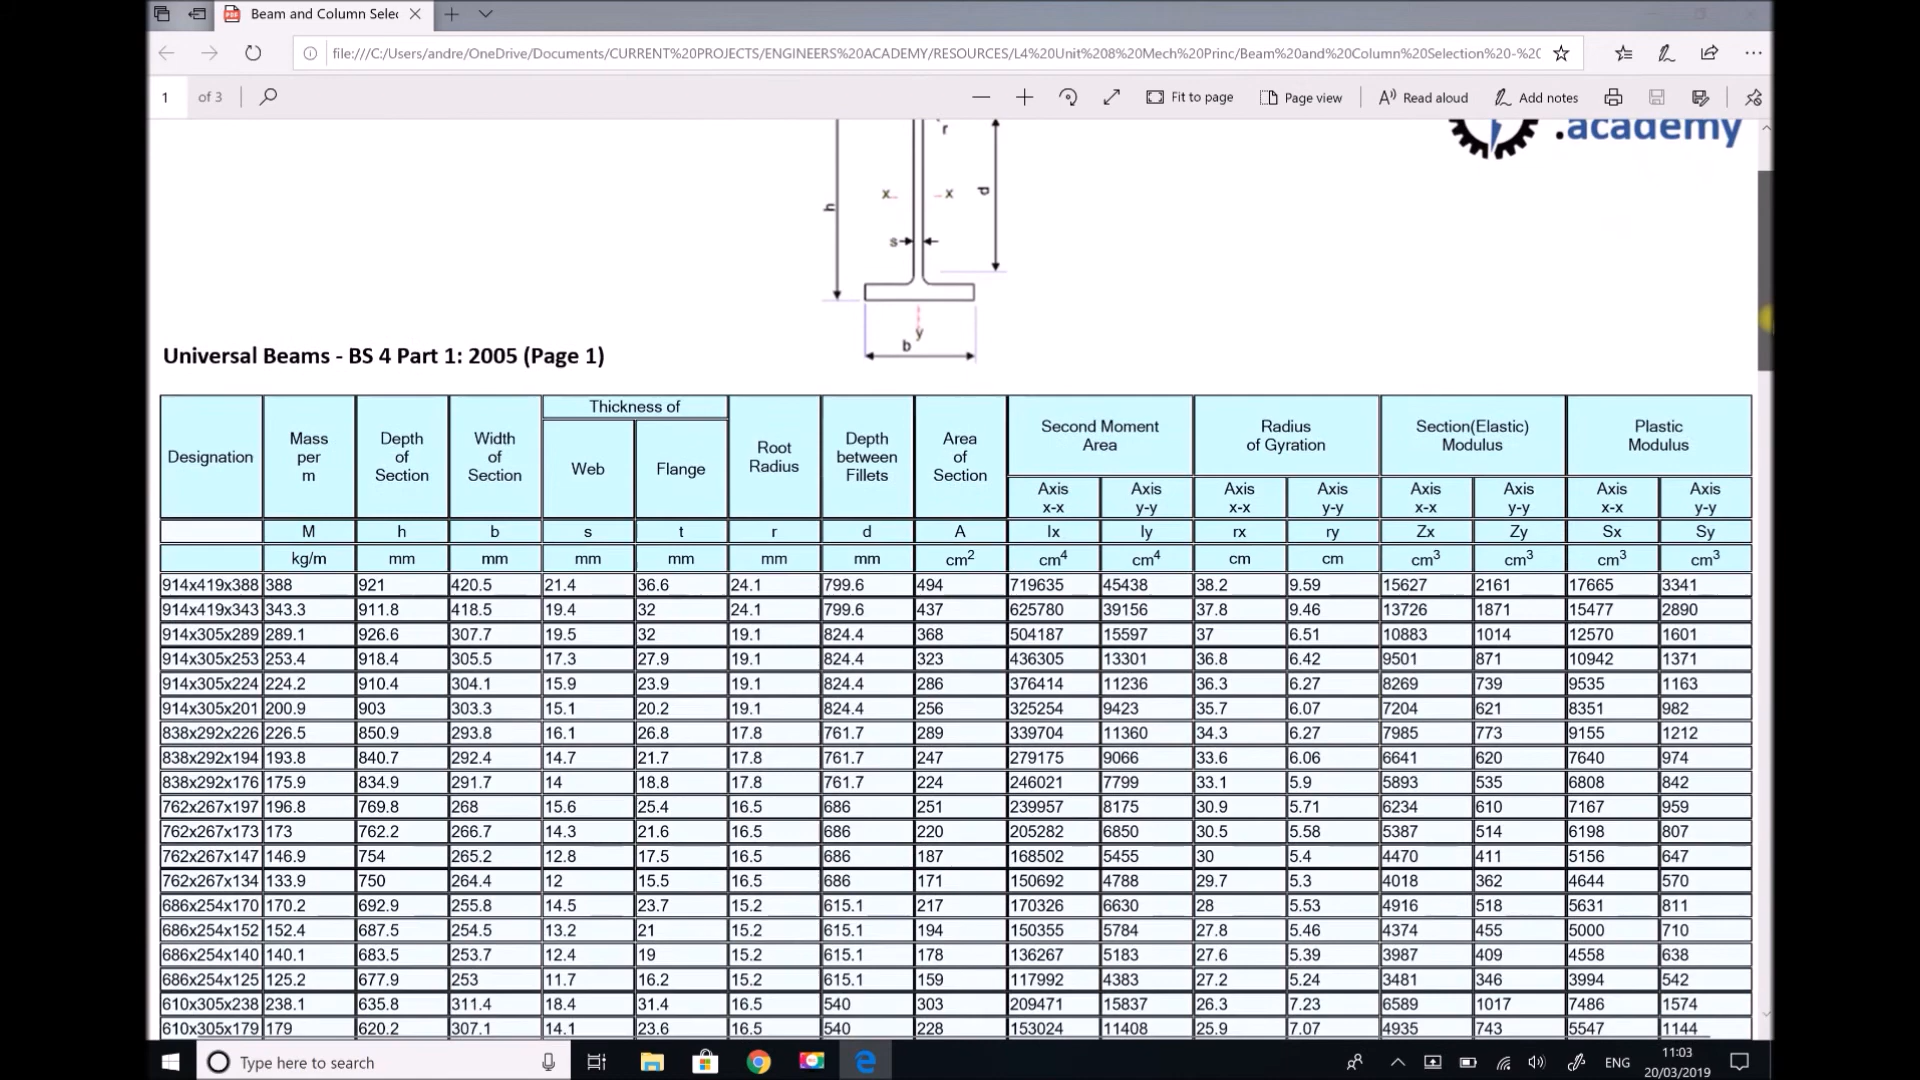 Beam and Column Selec
file:///C:/Users/andre/OneDrive/Documents/CURRENT%20PROJECTS/ENGINEERS%20ACADEMY/RESOURCES/L4%20Unit%208%20Mech%20Princ/Beam%20and%20Column%20Selection%20-%20
1 of 3 Fit to page Page view Read aloud Add notes
.academy
r
x x d
h
s
y
b
Universal Beams - BS 4 Part 1: 2005 (Page 1)
Designation Mass per m Depth of Section Width of Section Thickness of Web Flange Root Radius Depth between Fillets Area of Section Second Moment Area Radius of Gyration Section(Elastic) Modulus Plastic Modulus
Axis x-x Axis y-y Axis x-x Axis y-y Axis x-x Axis y-y Axis x-x Axis y-y
M h b s t r d A Ix Iy rx ry Zx Zy Sx Sy
kg/m mm mm mm mm mm mm cm2 cm4 cm4 cm cm cm3 cm3 cm3 cm3
914x419x388 388 921 420.5 21.4 36.6 24.1 799.6 494 719635 45438 38.2 9.59 15627 2161 17665 3341
914x419x343 343.3 911.8 418.5 19.4 32 24.1 799.6 437 625780 39156 37.8 9.46 13726 1871 15477 2890
914x305x289 289.1 926.6 307.7 19.5 32 19.1 824.4 368 504187 15597 37 6.51 10883 1014 12570 1601
914x305x253 253.4 918.4 305.5 17.3 27.9 19.1 824.4 323 436305 13301 36.8 6.42 9501 871 10942 1371
914x305x224 224.2 910.4 304.1 15.9 23.9 19.1 824.4 286 376414 11236 36.3 6.27 8269 739 9535 1163
914x305x201 200.9 903 303.3 15.1 20.2 19.1 824.4 256 325254 9423 35.7 6.07 7204 621 8351 982
838x292x226 226.5 850.9 293.8 16.1 26.8 17.8 761.7 289 339704 11360 34.3 6.27 7985 773 9155 1212
838x292x194 193.8 840.7 292.4 14.7 21.7 17.8 761.7 247 279175 9066 33.6 6.06 6641 620 7640 974
838x292x176 175.9 834.9 291.7 14 18.8 17.8 761.7 224 246021 7799 33.1 5.9 5893 535 6808 842
762x267x197 196.8 769.8 268 15.6 25.4 16.5 686 251 239957 8175 30.9 5.71 6234 610 7167 959
762x267x173 173 762.2 266.7 14.3 21.6 16.5 686 220 205282 6850 30.5 5.58 5387 514 6198 807
762x267x147 146.9 754 265.2 12.8 17.5 16.5 686 187 168502 5455 30 5.4 4470 411 5156 647
762x267x134 133.9 750 264.4 12 15.5 16.5 686 171 150692 4788 29.7 5.3 4018 362 4644 570
686x254x170 170.2 692.9 255.8 14.5 23.7 15.2 615.1 217 170326 6630 28 5.53 4916 518 5631 811
686x254x152 152.4 687.5 254.5 13.2 21 15.2 615.1 194 150355 5784 27.8 5.46 4374 455 5000 710
686x254x140 140.1 683.5 253.7 12.4 19 15.2 615.1 178 136267 5183 27.6 5.39 3987 409 4558 638
686x254x125 125.2 677.9 253 11.7 16.2 15.2 615.1 159 117992 4383 27.2 5.24 3481 346 3994 542
610x305x238 238.1 635.8 311.4 18.4 31.4 16.5 540 303 209471 15837 26.3 7.23 6589 1017 7486 1574
610x305x179 179 620.2 307.1 14.1 23.6 16.5 540 228 153024 11408 25.9 7.07 4935 743 5547 1144
Type here to search ENG 11:03
20/03/2019